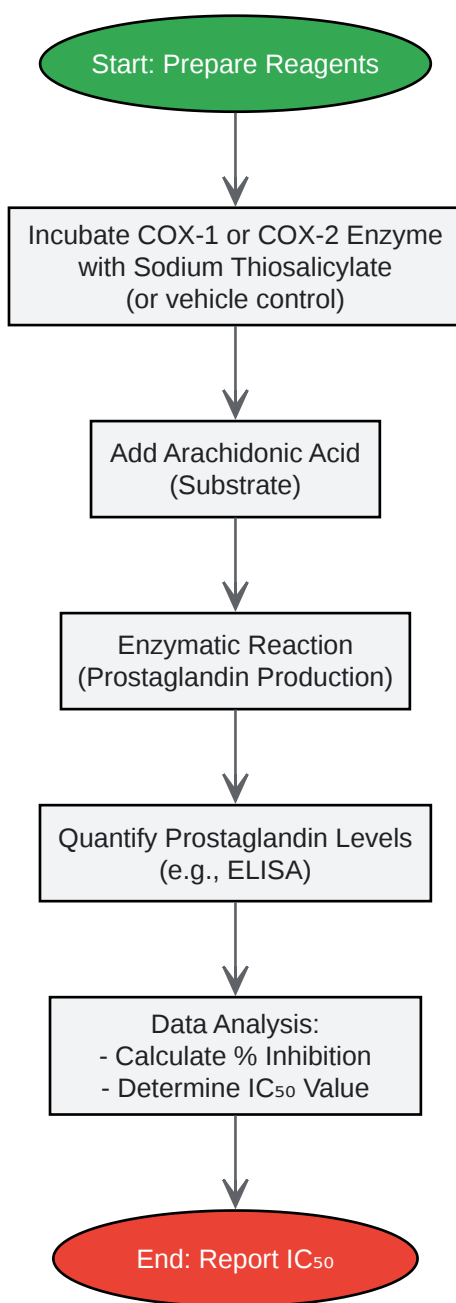 Start: Prepare Reagents
Incubate COX-1 or COX-2 Enzyme
with Sodium Thiosalicylate
(or vehicle control)
Add Arachidonic Acid
(Substrate)
Enzymatic Reaction
(Prostaglandin Production)
Quantify Prostaglandin Levels
(e.g., ELISA)
Data Analysis:
- Calculate % Inhibition
- Determine IC₅₀ Value
End: Report IC₅₀